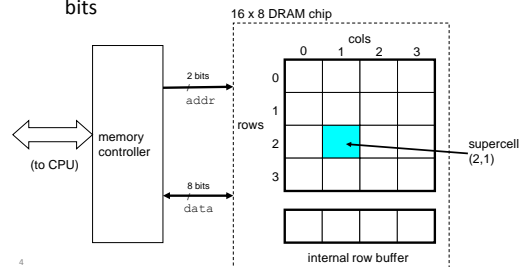 bits
16 x 8 DRAM chip
cols
0 1 2 3
2 bits
addr
0
1
rows
2
3
memory
controller
(to CPU)
supercell
(2,1)
8 bits
data
internal row buffer
4